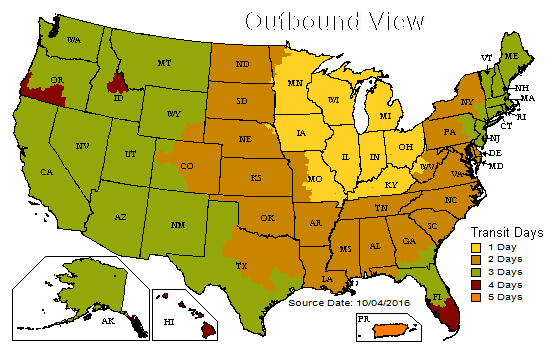 Outbound View
WA
MT
ND
MN
VT
ME
OR
ID
SD
WI
MI
NY
NH
MA
WY
RI
CT
NV
UT
NE
IA
IL
IN
OH
PA
NJ
DE
MD
CA
CO
KS
MO
KY
WV
VA
AZ
NM
OK
AR
TN
NC
SC
TX
LA
MS
AL
GA
FL
Transit Days
1 Day
2 Days
3 Days
4 Days
5 Days
Source Date: 10/04/2016
AK
HI
PR